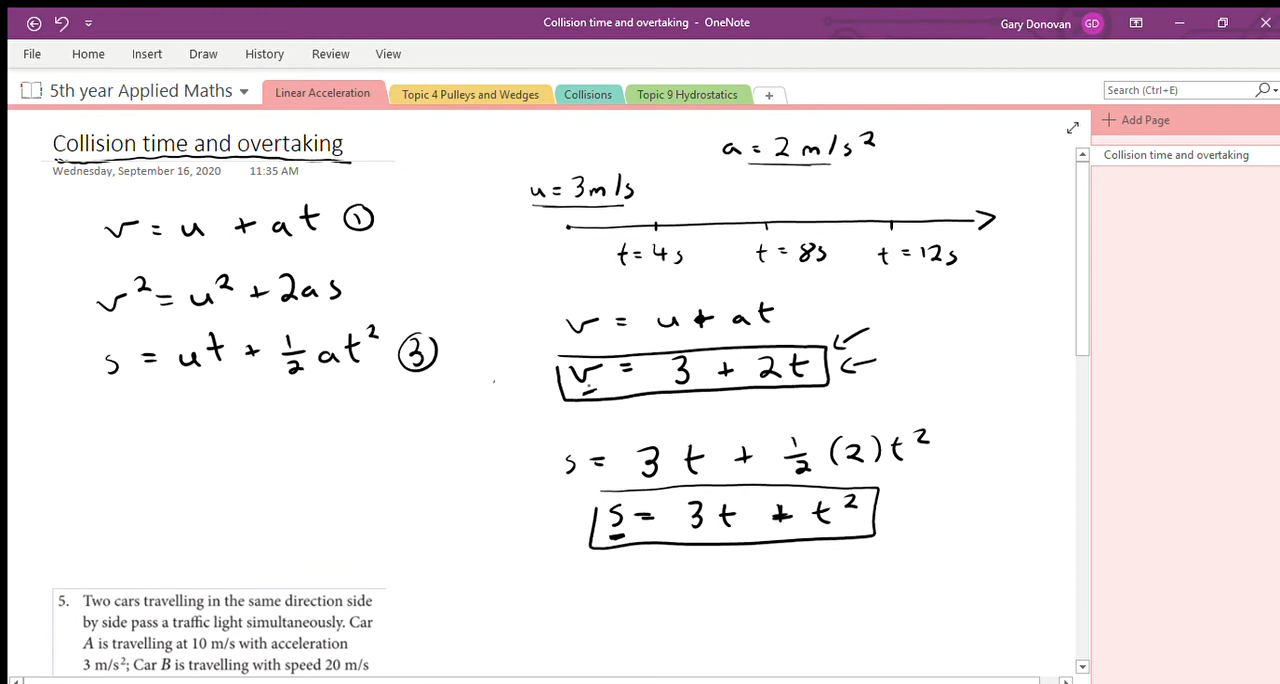 Collision time and overtaking - OneNote
Gary Donovan GD
File Home Insert Draw History Review View
5th year Applied Maths
Linear Acceleration Topic 4 Pulleys and Wedges Collisions Topic 9 Hydrostatics +
Search (Ctrl+E)
Add Page
Collision time and overtaking
Collision time and overtaking
Wednesday, September 16, 2020 11:35 AM
v = u + at ①
v² = u² + 2as
s = ut + ½ at² ③
a = 2 m/s²
u = 3m/s
t = 4s t = 8s t = 12s
v = u + at
v = 3 + 2t
s = 3t + ½ (2)t²
s = 3t + t²
5. Two cars travelling in the same direction side
by side pass a traffic light simultaneously. Car
A is travelling at 10 m/s with acceleration
3 m/s²; Car B is travelling with speed 20 m/s